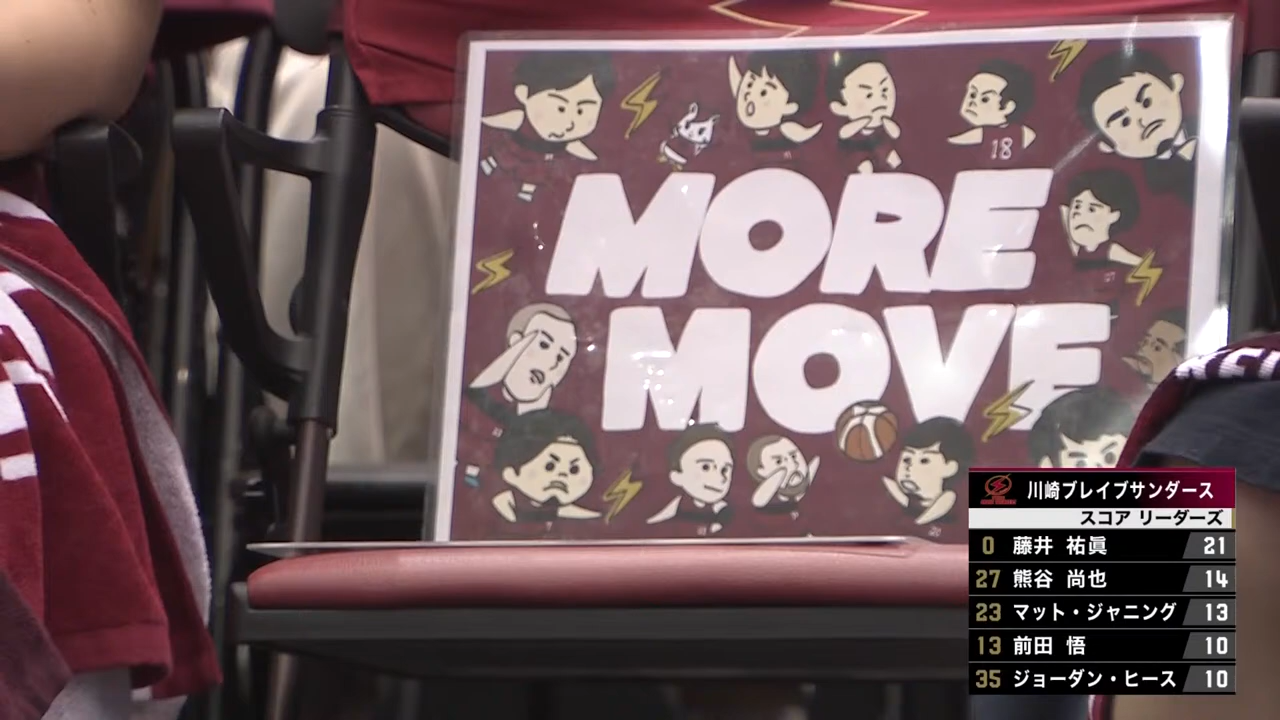 18
MORE
MOVE
川崎ブレイブサンダース
スコア リーダーズ
0 藤井 祐眞 21
27 熊谷 尚也 14
23 マット・ジャニング 13
13 前田 悟 10
35 ジョーダン・ヒース 10